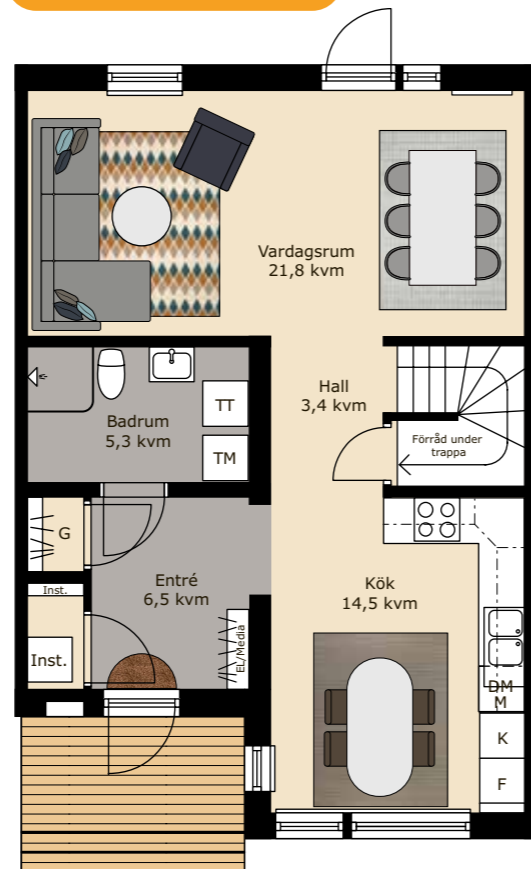 Vardagsrum
21,8 kvm
Hall
3,4 kvm
Förråd under
trappa
Badrum
5,3 kvm
TT
TM
G
Entré
6,5 kvm
Inst.
Inst.
EL/Media
Kök
14,5 kvm
DM
M
K
F